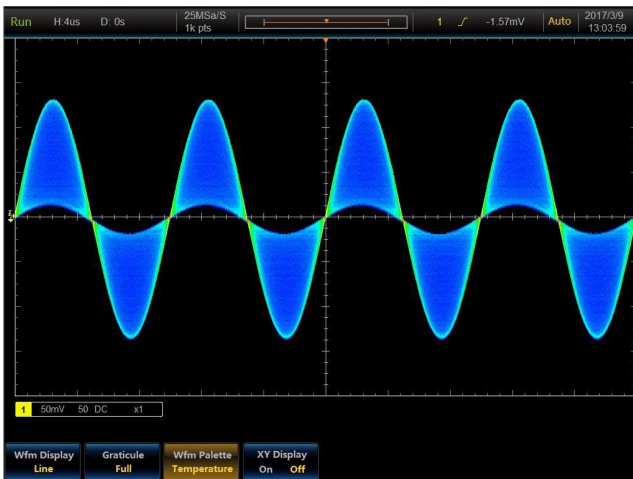 Run H:4us D: 0s 25MSa/S 1k pts 1 -1.57mV Auto 2017/3/9 13:03:59
1 50mV 50 DC x1
Wfm Display Graticule Wfm Palette XY Display
Line Full Temperature On Off